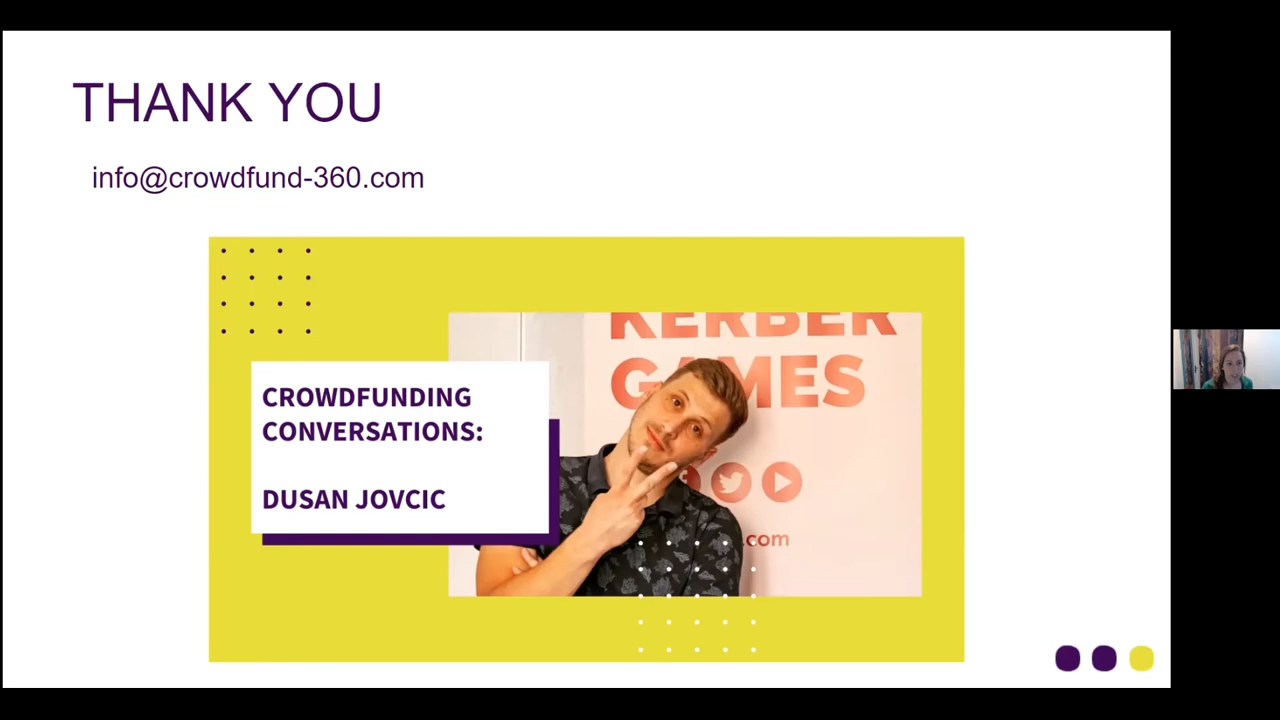 THANK YOU
info@crowdfund-360.com
KERBER
GAMES
CROWDFUNDING
CONVERSATIONS:
DUSAN JOVCIC
.com